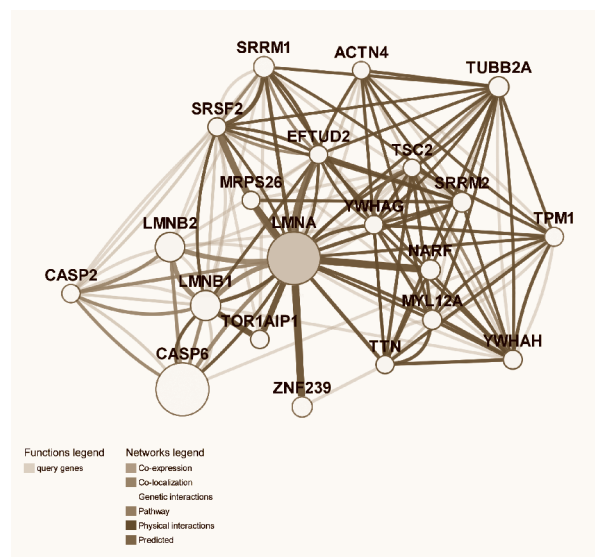 SRRM1
ACTN4
TUBB2A
SRSF2
EFTUD2
TSC2
MRPS26
SRRM2
YWHAG
LMNB2
LMNA
TPM1
NARF
CASP2
LMNB1
MYL12A
TOR1AIP1
CASP6
TTN
YWHAH
ZNF239
Functions legend
query genes
Networks legend
Co-expression
Co-localization
Genetic interactions
Pathway
Physical interactions
Predicted